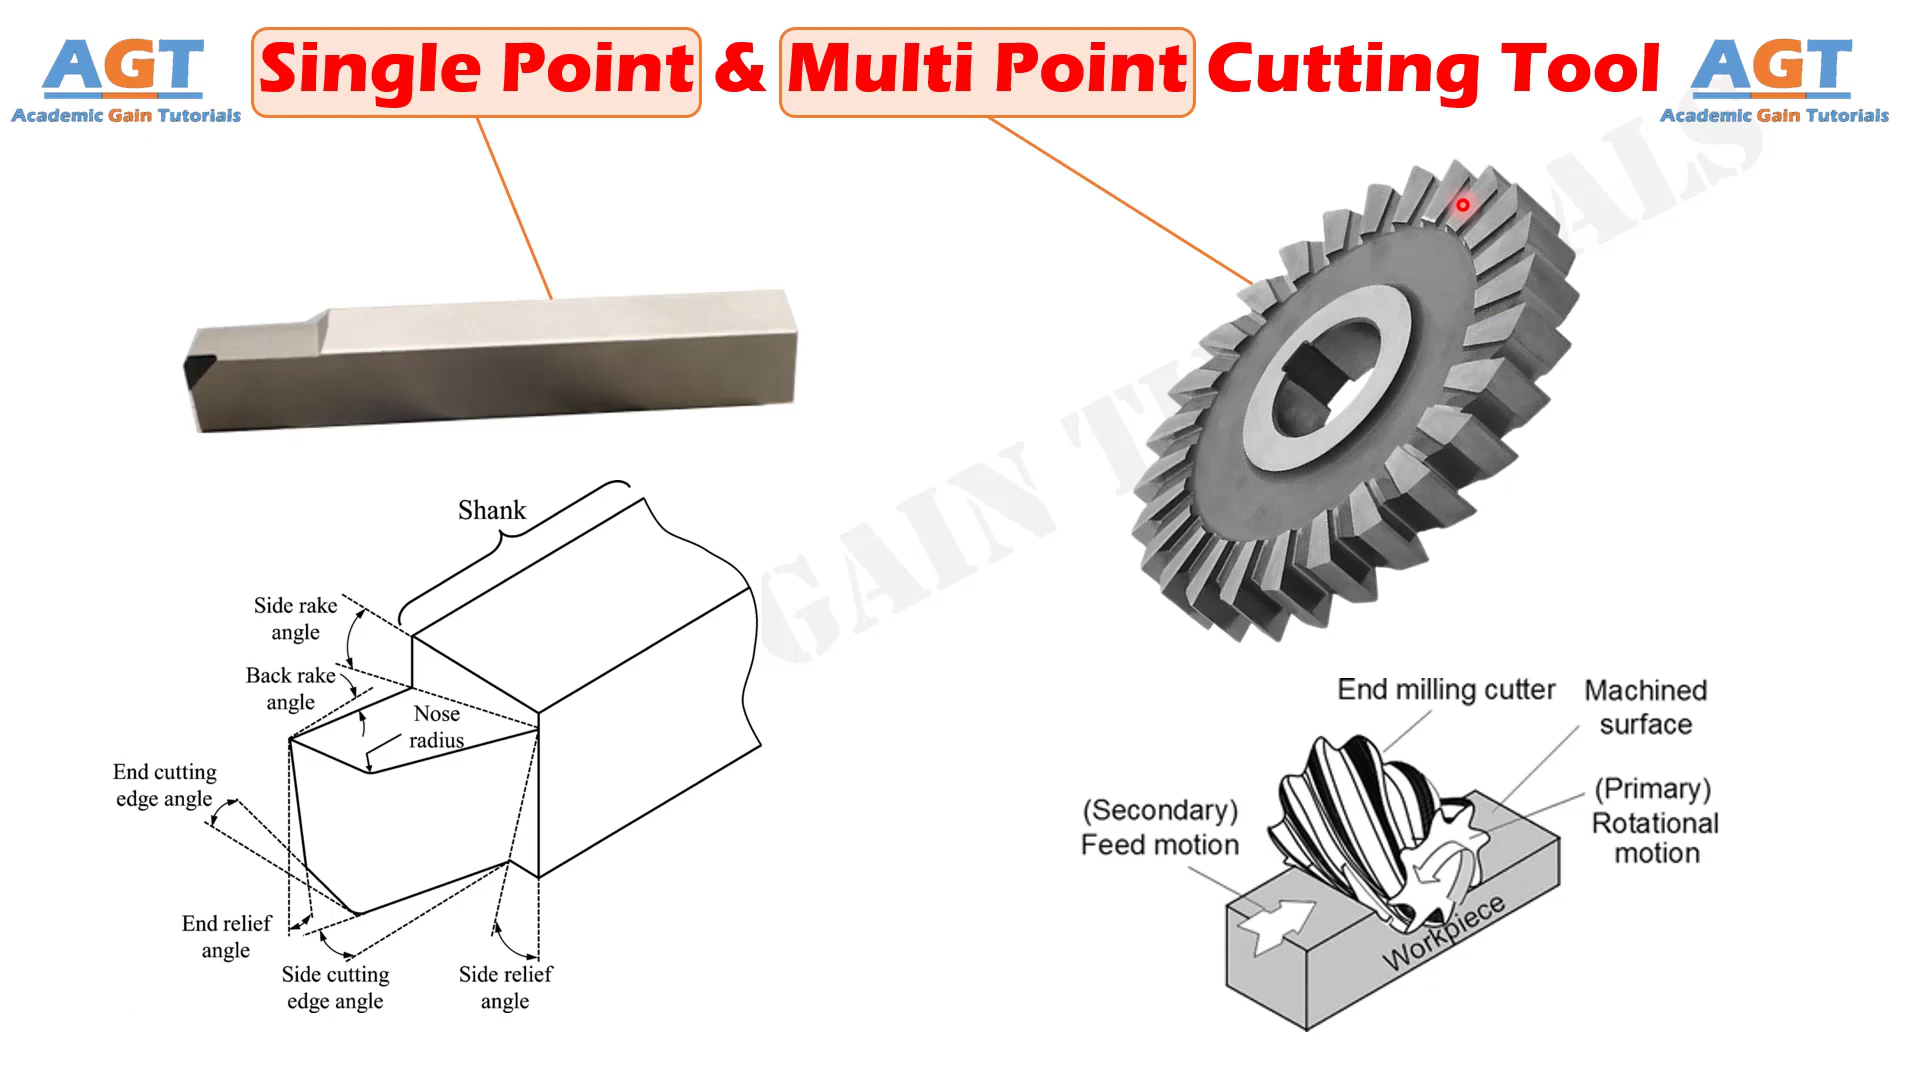 AGT
Academic Gain Tutorials
Single Point & Multi Point Cutting Tool
AGT
Academic Gain Tutorials
GAIN
ALS
Shank
Side rake
angle
Back rake
angle
Nose
radius
End cutting
edge angle
End relief
angle
Side cutting
edge angle
Side relief
angle
End milling cutter
Machined
surface
(Secondary)
Feed motion
(Primary)
Rotational
motion
Workpiece